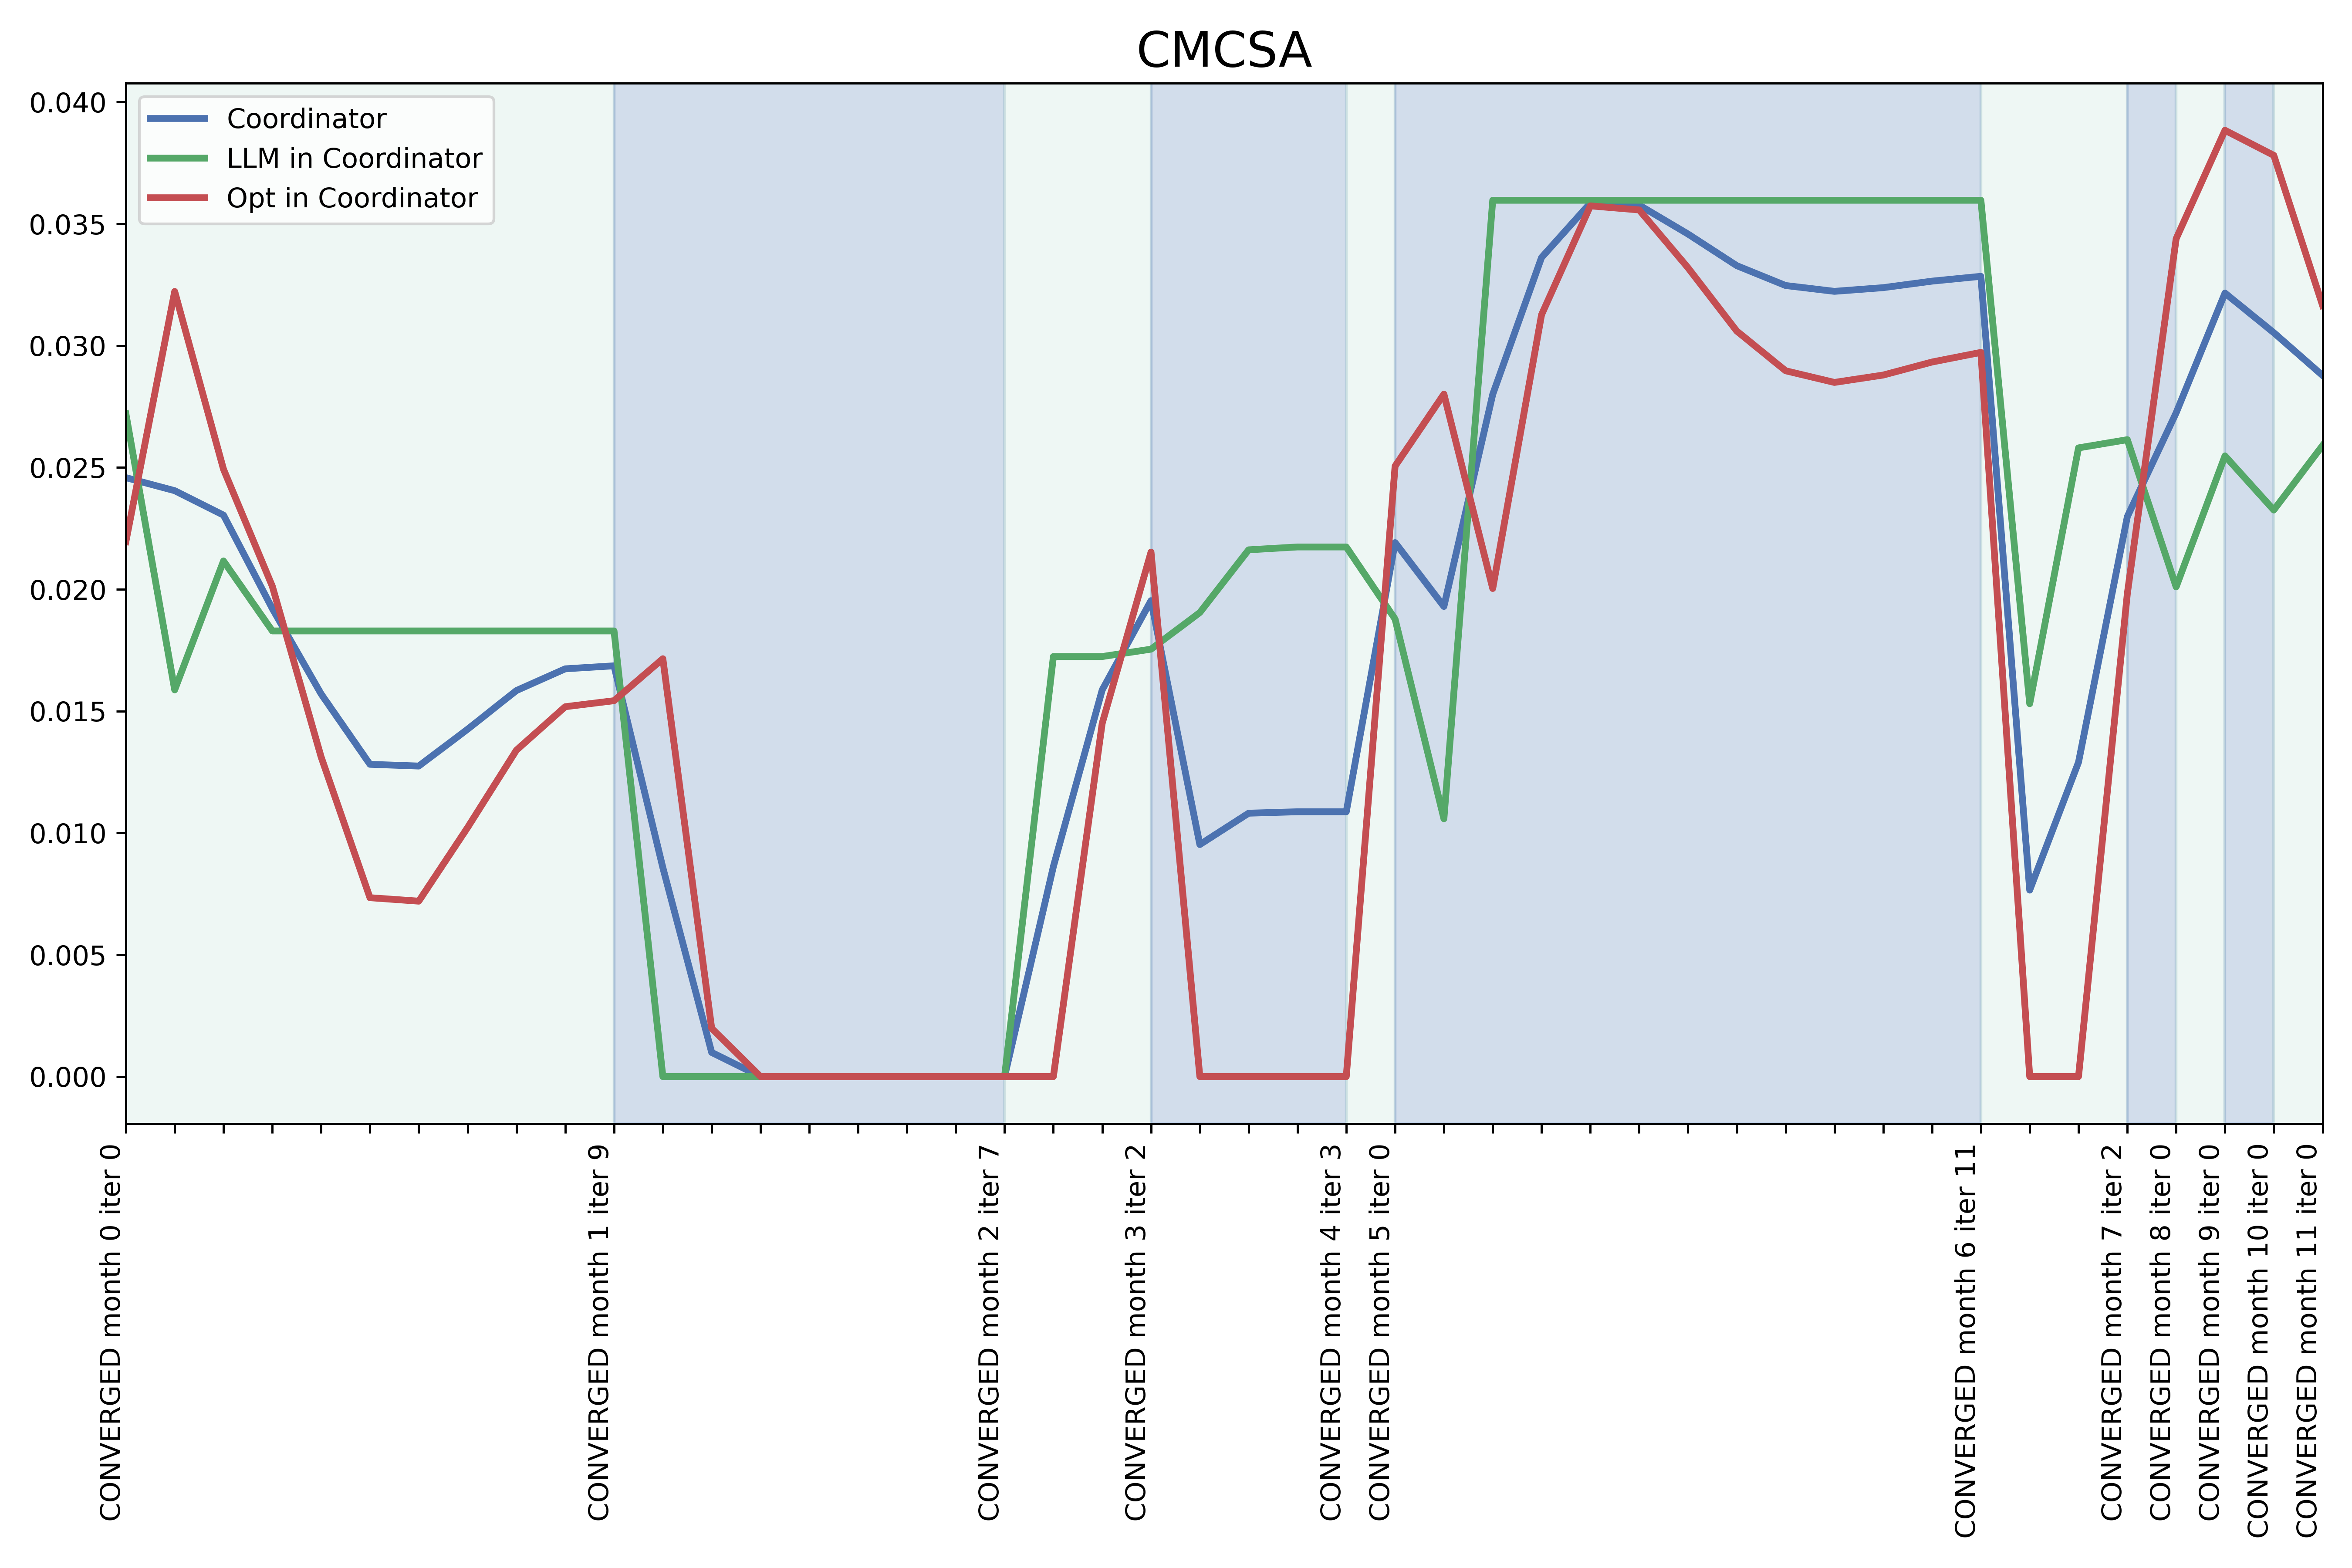 CMCSA
Coordinator
LLM in Coordinator
Opt in Coordinator
0.040
0.035
0.030
0.025
0.020
0.015
0.010
0.005
0.000
CONVERGED month 0 iter 0
CONVERGED month 1 iter 9
CONVERGED month 2 iter 7
CONVERGED month 3 iter 2
CONVERGED month 4 iter 3
CONVERGED month 5 iter 0
CONVERGED month 6 iter 11
CONVERGED month 7 iter 2
CONVERGED month 8 iter 0
CONVERGED month 9 iter 0
CONVERGED month 10 iter 0
CONVERGED month 11 iter 0